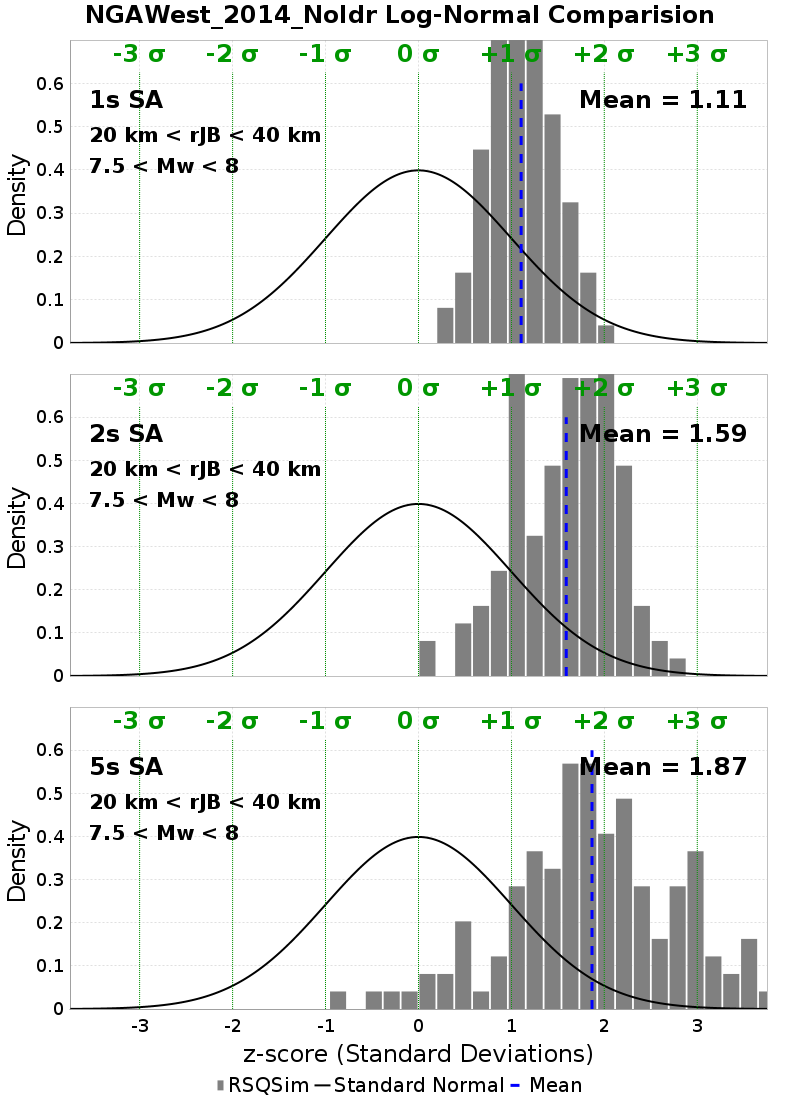 NGAWest_2014_NoIdr Log-Normal Comparision
-3 σ -2 σ -1 σ 0 σ +1 σ +2 σ +3 σ
1s SA
Mean = 1.11
20 km < rJB < 40 km
7.5 < Mw < 8
Density
0.6
0.5
0.4
0.3
0.2
0.1
0
-3 σ -2 σ -1 σ 0 σ +1 σ +2 σ +3 σ
2s SA
Mean = 1.59
20 km < rJB < 40 km
7.5 < Mw < 8
Density
0.6
0.5
0.4
0.3
0.2
0.1
0
-3 σ -2 σ -1 σ 0 σ +1 σ +2 σ +3 σ
5s SA
Mean = 1.87
20 km < rJB < 40 km
7.5 < Mw < 8
Density
0.6
0.5
0.4
0.3
0.2
0.1
0
-3 -2 -1 0 1 2 3
z-score (Standard Deviations)
RSQSim Standard Normal Mean